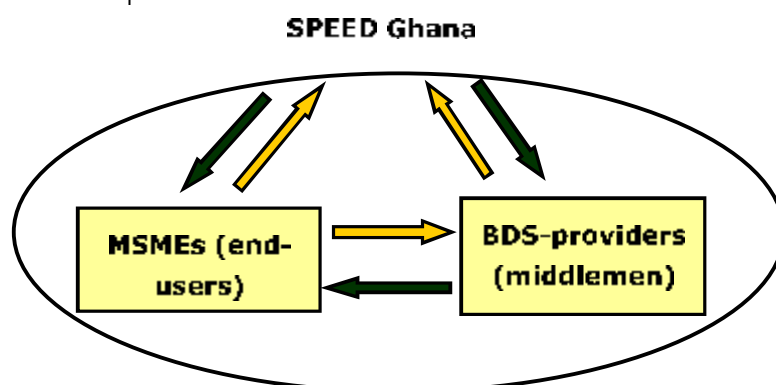 SPEED Ghana
MSMEs (end-
users)
BDS-providers
(middlemen)